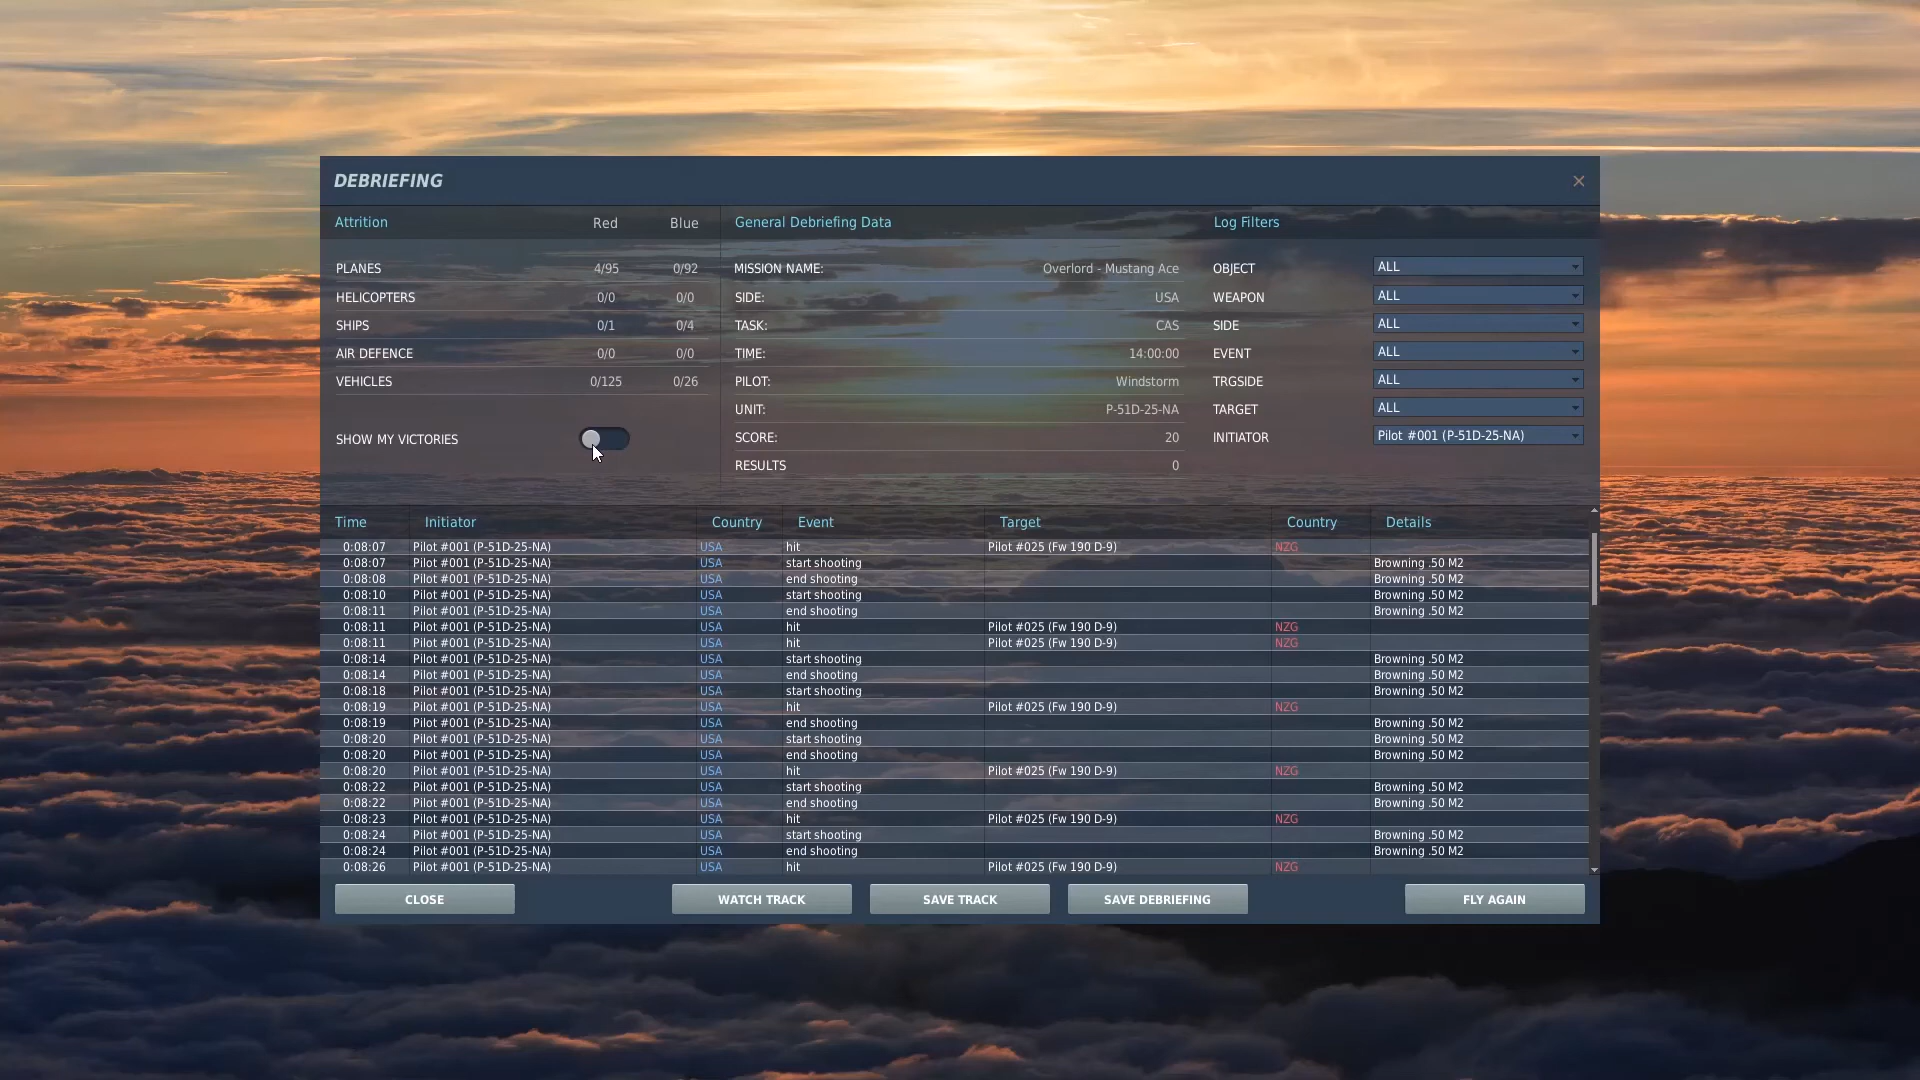 DEBRIEFING ×
Attrition Red Blue General Debriefing Data Log Filters
PLANES 4/95 0/92 MISSION NAME: Overlord - Mustang Ace OBJECT ALL
HELICOPTERS 0/0 0/0 SIDE: USA WEAPON ALL
SHIPS 0/1 0/4 TASK: CAS SIDE ALL
AIR DEFENCE 0/0 0/0 TIME: 14:00:00 EVENT ALL
VEHICLES 0/125 0/26 PILOT: Windstorm TRGSIDE ALL
UNIT: P-51D-25-NA TARGET ALL
SHOW MY VICTORIES SCORE: 20 INITIATOR Pilot #001 (P-51D-25-NA)
RESULTS 0
Time Initiator Country Event Target Country Details
0:08:07 Pilot #001 (P-51D-25-NA) USA hit Pilot #025 (Fw 190 D-9) NZG
0:08:07 Pilot #001 (P-51D-25-NA) USA start shooting Browning .50 M2
0:08:08 Pilot #001 (P-51D-25-NA) USA end shooting Browning .50 M2
0:08:10 Pilot #001 (P-51D-25-NA) USA start shooting Browning .50 M2
0:08:11 Pilot #001 (P-51D-25-NA) USA end shooting Browning .50 M2
0:08:11 Pilot #001 (P-51D-25-NA) USA hit Pilot #025 (Fw 190 D-9) NZG
0:08:11 Pilot #001 (P-51D-25-NA) USA hit Pilot #025 (Fw 190 D-9) NZG
0:08:14 Pilot #001 (P-51D-25-NA) USA start shooting Browning .50 M2
0:08:14 Pilot #001 (P-51D-25-NA) USA end shooting Browning .50 M2
0:08:18 Pilot #001 (P-51D-25-NA) USA start shooting Browning .50 M2
0:08:19 Pilot #001 (P-51D-25-NA) USA hit Pilot #025 (Fw 190 D-9) NZG
0:08:19 Pilot #001 (P-51D-25-NA) USA end shooting Browning .50 M2
0:08:20 Pilot #001 (P-51D-25-NA) USA start shooting Browning .50 M2
0:08:20 Pilot #001 (P-51D-25-NA) USA end shooting Browning .50 M2
0:08:20 Pilot #001 (P-51D-25-NA) USA hit Pilot #025 (Fw 190 D-9) NZG
0:08:22 Pilot #001 (P-51D-25-NA) USA start shooting Browning .50 M2
0:08:22 Pilot #001 (P-51D-25-NA) USA end shooting Browning .50 M2
0:08:23 Pilot #001 (P-51D-25-NA) USA hit Pilot #025 (Fw 190 D-9) NZG
0:08:24 Pilot #001 (P-51D-25-NA) USA start shooting Browning .50 M2
0:08:24 Pilot #001 (P-51D-25-NA) USA end shooting Browning .50 M2
0:08:26 Pilot #001 (P-51D-25-NA) USA hit Pilot #025 (Fw 190 D-9) NZG
CLOSE WATCH TRACK SAVE TRACK SAVE DEBRIEFING FLY AGAIN